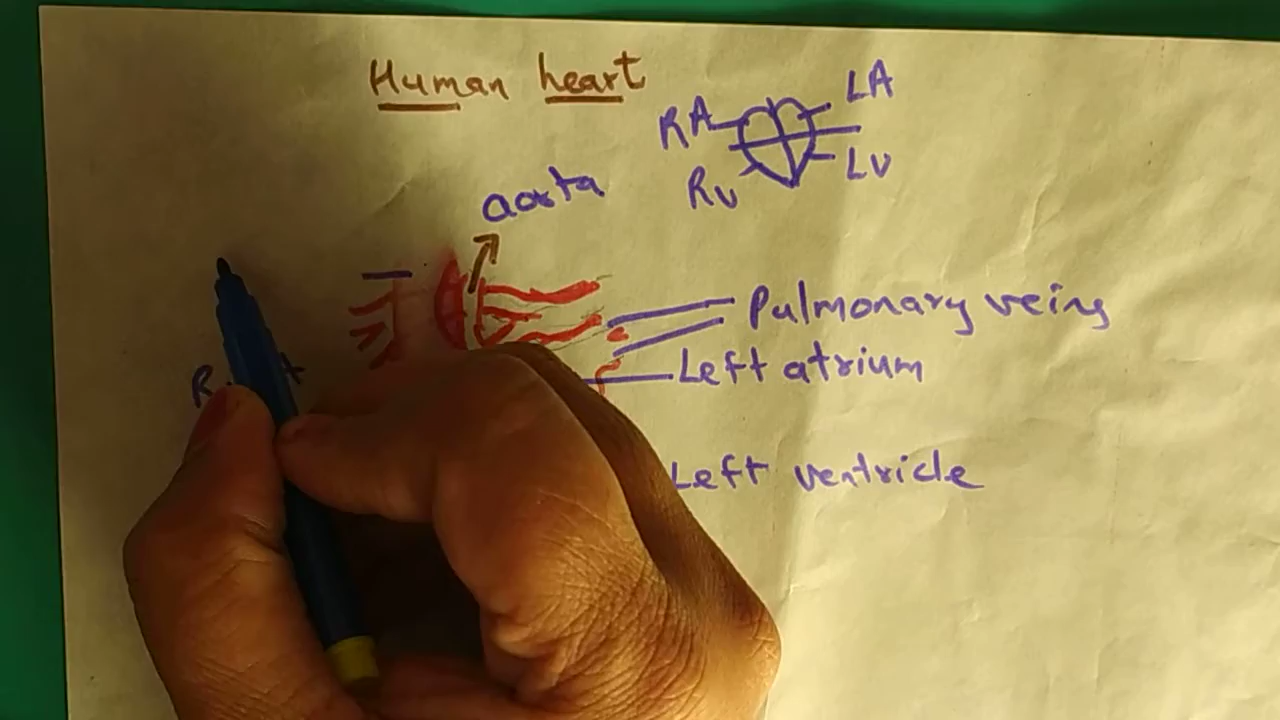 Human heart
RA LA
Rv Lv
aorta
Pulmonary veins
Left atrium
Left ventricle